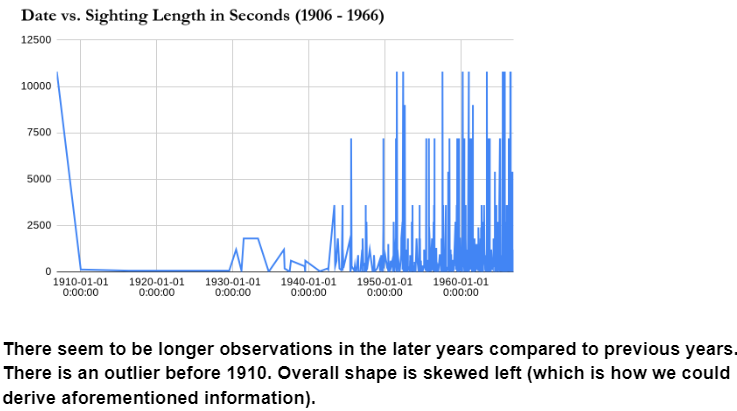 Date vs. Sighting Length in Seconds (1906 - 1966)
12500
10000
7500
5000
2500
0
1910-01-01 1920-01-01 1930-01-01 1940-01-01 1950-01-01 1960-01-01
0:00:00 0:00:00 0:00:00 0:00:00 0:00:00 0:00:00
There seem to be longer observations in the later years compared to previous years.
There is an outlier before 1910. Overall shape is skewed left (which is how we could
derive aforementioned information).